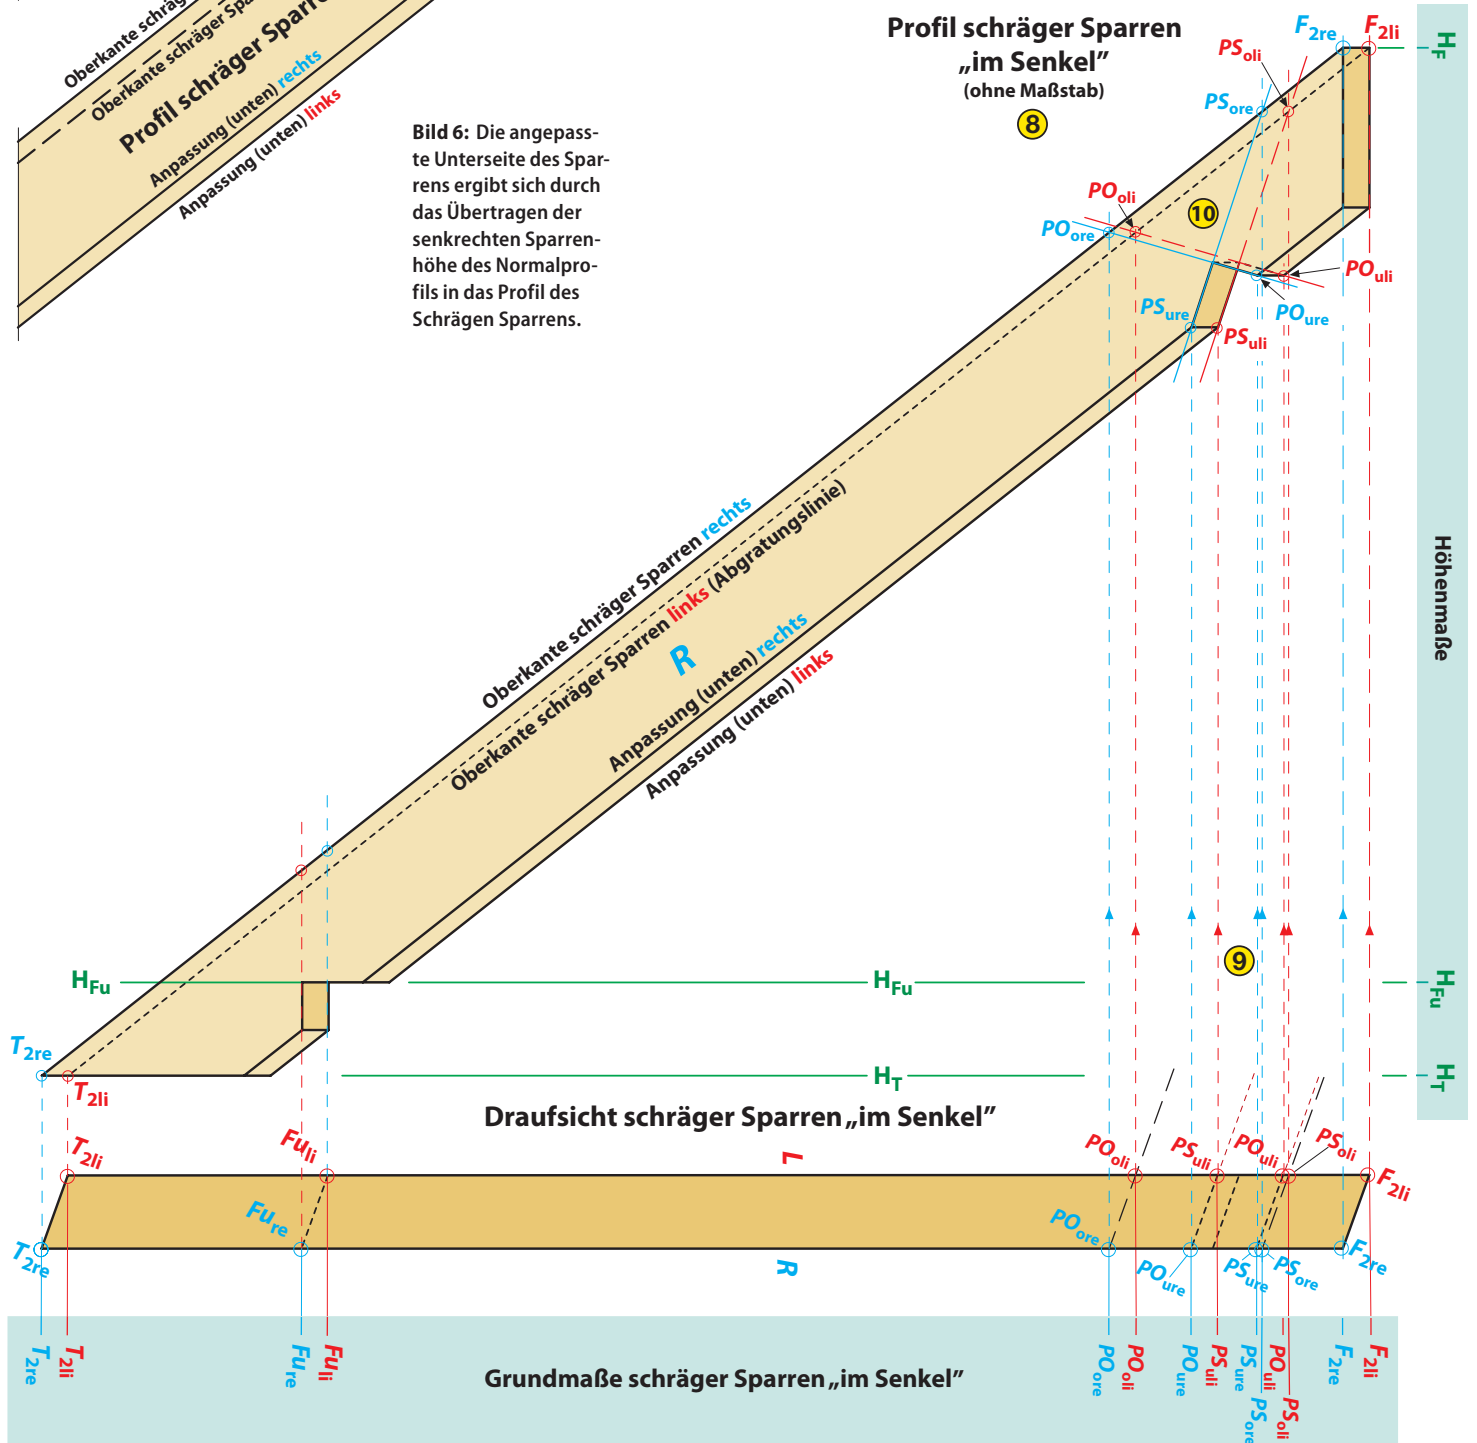 Oberkante schräg
Oberkante schräger Spa
Profil schräger Sparre
Anpassung (unten) rechts
Anpassung (unten) links
Bild 6: Die angepass-
te Unterseite des Spar-
rens ergibt sich durch
das Übertragen der
senkrechten Sparren-
höhe des Normalpro-
fils in das Profil des
Schrägen Sparrens.
Profil schräger Sparren
„im Senkel”
(ohne Maßstab)
8
F2re
F2li
HF
PSoli
PSore
POoli
10
POore
POuli
PSure
POure
PSuli
Höhenmaße
Oberkante schräger Sparren rechts
Oberkante schräger Sparren links (Abgratungslinie)
R
Anpassung (unten) rechts
Anpassung (unten) links
9
HFu
HFu
HFu
T2re
T2li
HT
HT
Draufsicht schräger Sparren „im Senkel”
T2li
Fuli
L
POoli
PSuli
POuli
PSoli
F2li
Fure
POore
T2re
R
POure
PSure
PSore
F2re
T2re
T2li
Fure
Fuli
Grundmaße schräger Sparren „im Senkel”
POore
POoli
POure
PSuli
PSure
PSore
POuli
PSoli
F2re
F2li